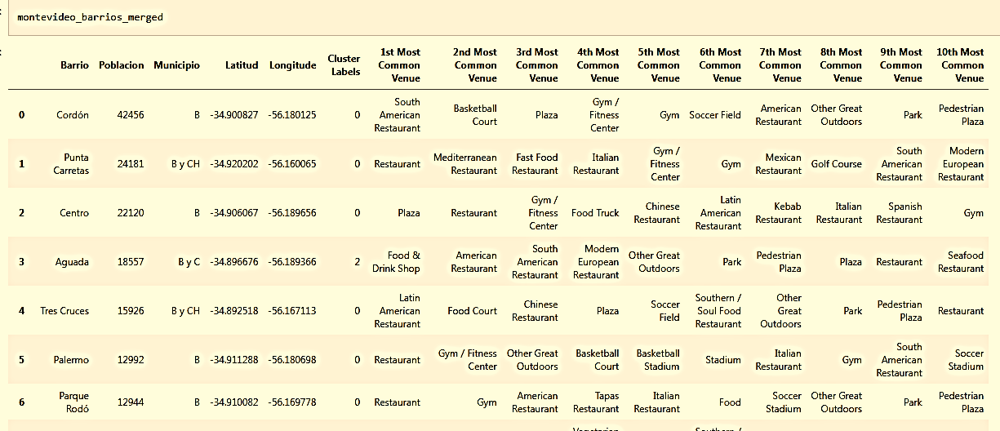 :
montevideo_barrios_merged
:
Barrio Poblacion Municipio Latitud Longitude Cluster Labels 1st Most Common Venue 2nd Most Common Venue 3rd Most Common Venue 4th Most Common Venue 5th Most Common Venue 6th Most Common Venue 7th Most Common Venue 8th Most Common Venue 9th Most Common Venue 10th Most Common Venue
0 Cordón 42456 B -34.900827 -56.180125 0 South American Restaurant Basketball Court Plaza Gym / Fitness Center Gym Soccer Field American Restaurant Other Great Outdoors Park Pedestrian Plaza
1 Punta Carretas 24181 B y CH -34.920202 -56.160065 0 Restaurant Mediterranean Restaurant Fast Food Restaurant Italian Restaurant Gym / Fitness Center Gym Mexican Restaurant Golf Course South American Restaurant Modern European Restaurant
2 Centro 22120 B -34.906067 -56.189656 0 Plaza Restaurant Gym / Fitness Center Food Truck Chinese Restaurant Latin American Restaurant Kebab Restaurant Italian Restaurant Spanish Restaurant Gym
3 Aguada 18557 B y C -34.896676 -56.189366 2 Food & Drink Shop American Restaurant South American Restaurant Modern European Restaurant Other Great Outdoors Park Pedestrian Plaza Plaza Restaurant Seafood Restaurant
4 Tres Cruces 15926 B y CH -34.892518 -56.167113 0 Latin American Restaurant Food Court Chinese Restaurant Plaza Soccer Field Southern / Soul Food Restaurant Other Great Outdoors Park Pedestrian Plaza Restaurant
5 Palermo 12992 B -34.911288 -56.180698 0 Restaurant Gym / Fitness Center Other Great Outdoors Basketball Court Basketball Stadium Stadium Italian Restaurant Gym South American Restaurant Soccer Stadium
6 Parque Rodó 12944 B -34.910082 -56.169778 0 Restaurant Gym American Restaurant Tapas Restaurant Italian Restaurant Food Soccer Stadium Other Great Outdoors Park Pedestrian Plaza